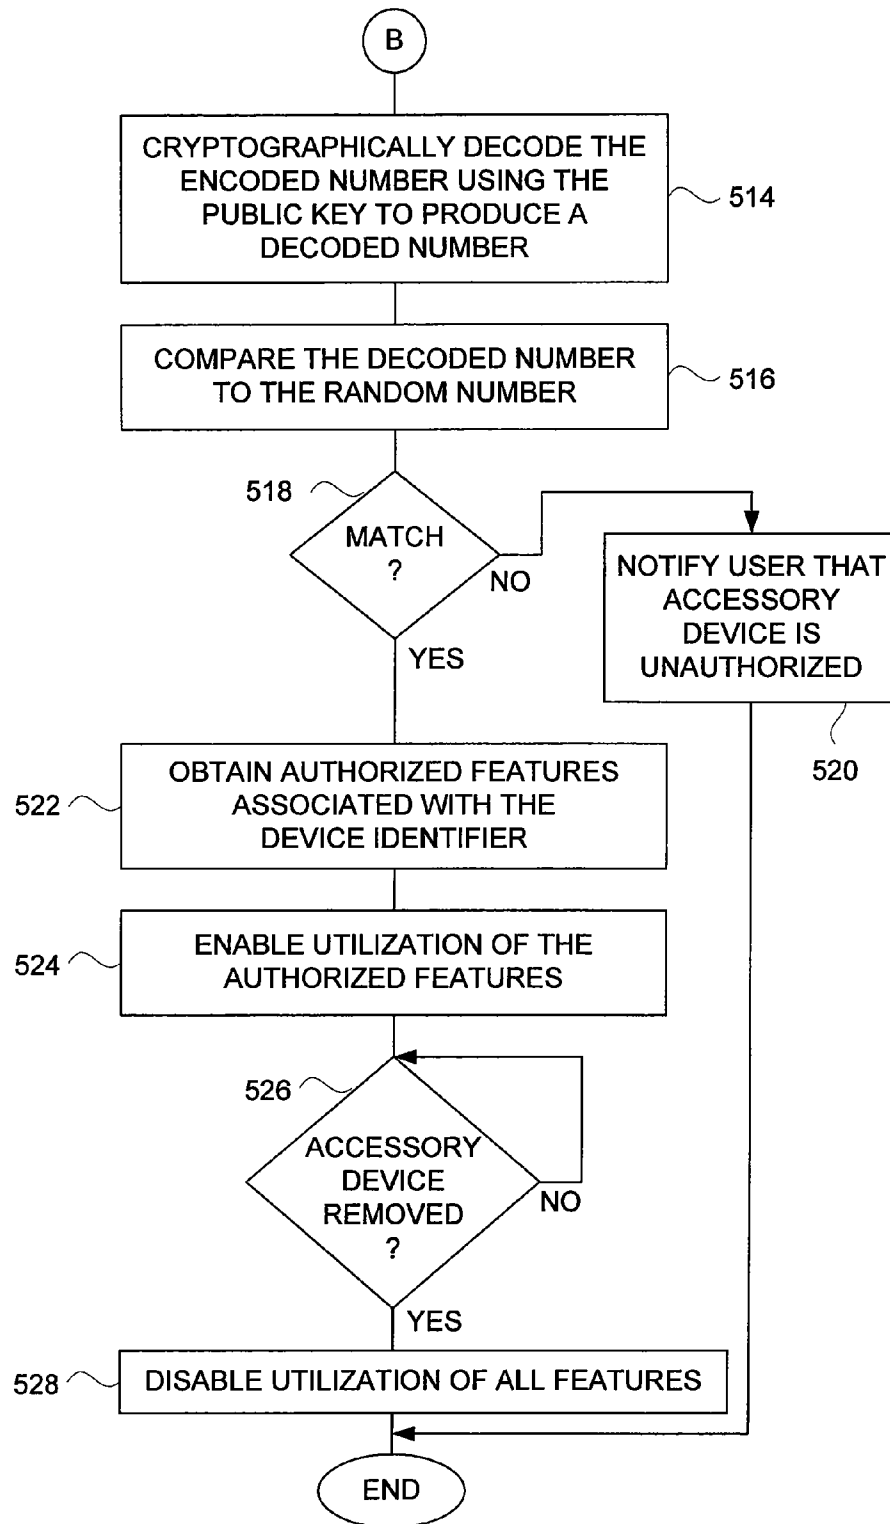 B
CRYPTOGRAPHICALLY DECODE THE
ENCODED NUMBER USING THE
PUBLIC KEY TO PRODUCE A
DECODED NUMBER
514
COMPARE THE DECODED NUMBER
TO THE RANDOM NUMBER
516
518
MATCH
?
NO
YES
NOTIFY USER THAT
ACCESSORY
DEVICE IS
UNAUTHORIZED
520
522
OBTAIN AUTHORIZED FEATURES
ASSOCIATED WITH THE
DEVICE IDENTIFIER
524
ENABLE UTILIZATION OF THE
AUTHORIZED FEATURES
526
ACCESSORY
DEVICE
REMOVED
?
NO
YES
528
DISABLE UTILIZATION OF ALL FEATURES
END